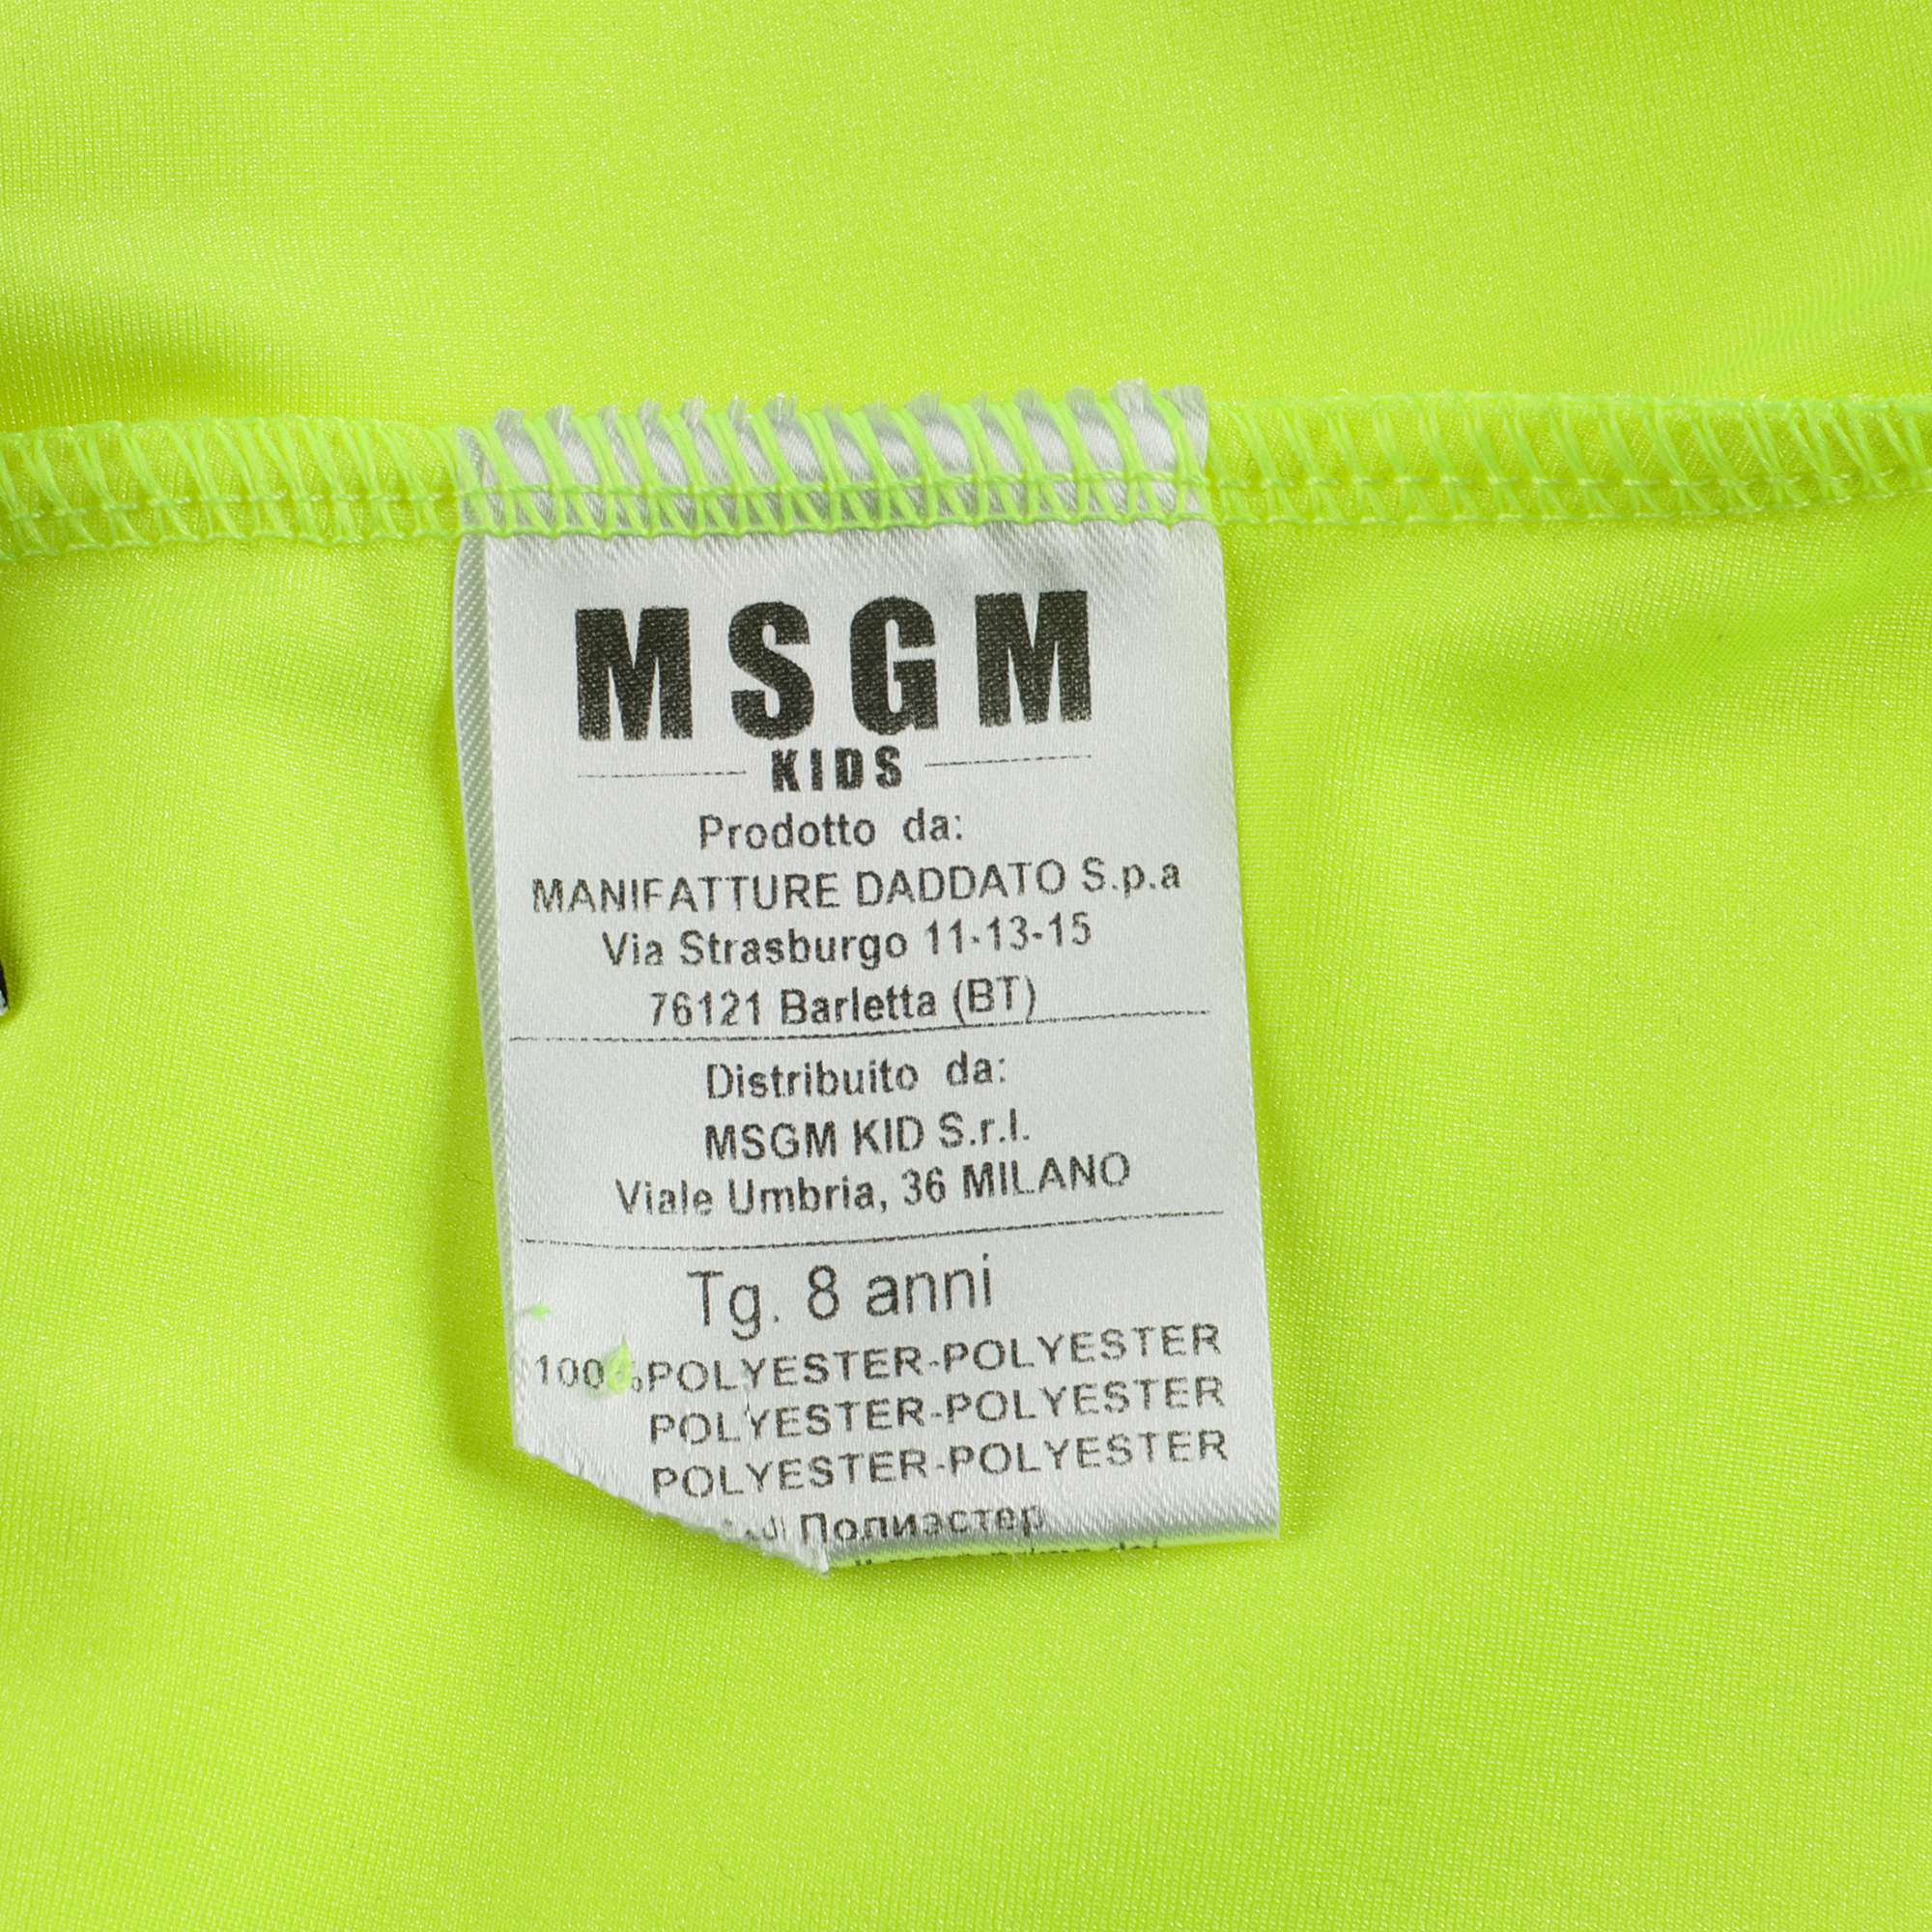 MSGM
KIDS
Prodotto da:
MANIFATTURE DADDATO S.p.a
Via Strasburgo 11-13-15
76121 Barletta (BT)
Distribuito da:
MSGM KID S.r.l.
Viale Umbria, 36 MILANO
Tg. 8 anni
100%POLYESTER-POLYESTER
POLYESTER-POLYESTER
POLYESTER-POLYESTER
Полиэстер